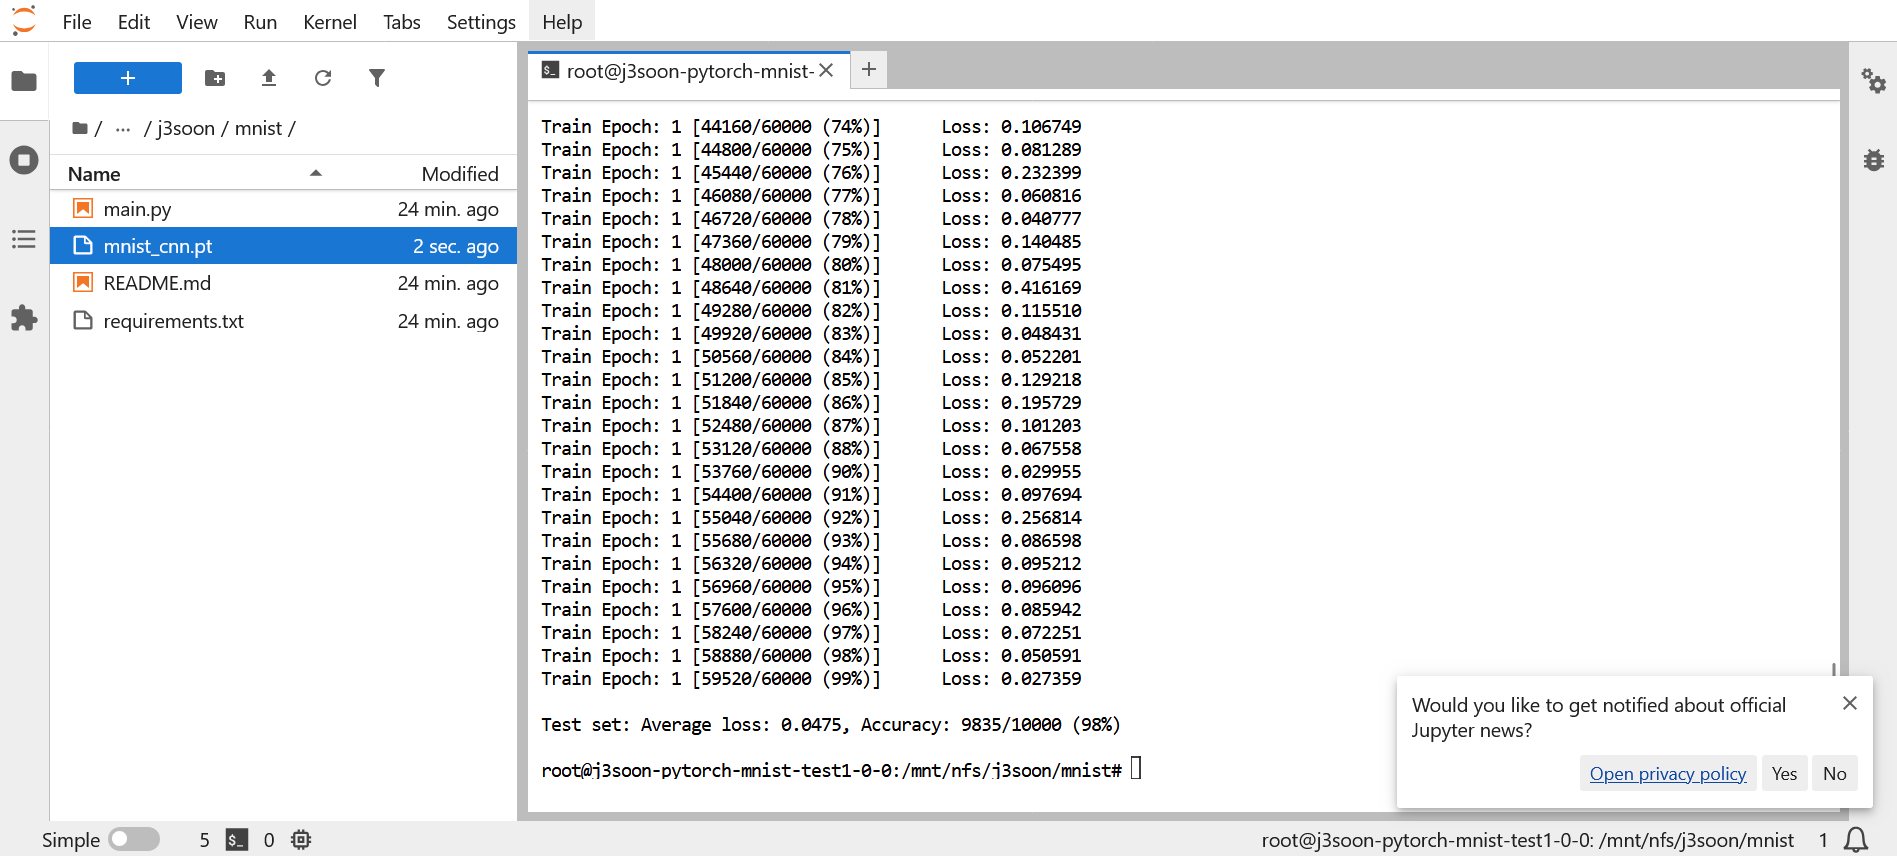 File Edit View Run Kernel Tabs Settings Help
+
/ ... / j3soon / mnist /
Name Modified
main.py 24 min. ago
mnist_cnn.pt 2 sec. ago
README.md 24 min. ago
requirements.txt 24 min. ago
root@j3soon-pytorch-mnist-
Train Epoch: 1 [44160/60000 (74%)] Loss: 0.106749
Train Epoch: 1 [44800/60000 (75%)] Loss: 0.081289
Train Epoch: 1 [45440/60000 (76%)] Loss: 0.232399
Train Epoch: 1 [46080/60000 (77%)] Loss: 0.060816
Train Epoch: 1 [46720/60000 (78%)] Loss: 0.040777
Train Epoch: 1 [47360/60000 (79%)] Loss: 0.140485
Train Epoch: 1 [48000/60000 (80%)] Loss: 0.075495
Train Epoch: 1 [48640/60000 (81%)] Loss: 0.416169
Train Epoch: 1 [49280/60000 (82%)] Loss: 0.115510
Train Epoch: 1 [49920/60000 (83%)] Loss: 0.048431
Train Epoch: 1 [50560/60000 (84%)] Loss: 0.052201
Train Epoch: 1 [51200/60000 (85%)] Loss: 0.129218
Train Epoch: 1 [51840/60000 (86%)] Loss: 0.195729
Train Epoch: 1 [52480/60000 (87%)] Loss: 0.101203
Train Epoch: 1 [53120/60000 (88%)] Loss: 0.067558
Train Epoch: 1 [53760/60000 (90%)] Loss: 0.029955
Train Epoch: 1 [54400/60000 (91%)] Loss: 0.097694
Train Epoch: 1 [55040/60000 (92%)] Loss: 0.256814
Train Epoch: 1 [55680/60000 (93%)] Loss: 0.086598
Train Epoch: 1 [56320/60000 (94%)] Loss: 0.095212
Train Epoch: 1 [56960/60000 (95%)] Loss: 0.096096
Train Epoch: 1 [57600/60000 (96%)] Loss: 0.085942
Train Epoch: 1 [58240/60000 (97%)] Loss: 0.072251
Train Epoch: 1 [58880/60000 (98%)] Loss: 0.050591
Train Epoch: 1 [59520/60000 (99%)] Loss: 0.027359
Test set: Average loss: 0.0475, Accuracy: 9835/10000 (98%)
root@j3soon-pytorch-mnist-test1-0-0:/mnt/nfs/j3soon/mnist#
Would you like to get notified about official
Jupyter news?
Open privacy policy Yes No
Simple 5 $_ 0 root@j3soon-pytorch-mnist-test1-0-0: /mnt/nfs/j3soon/mnist 1